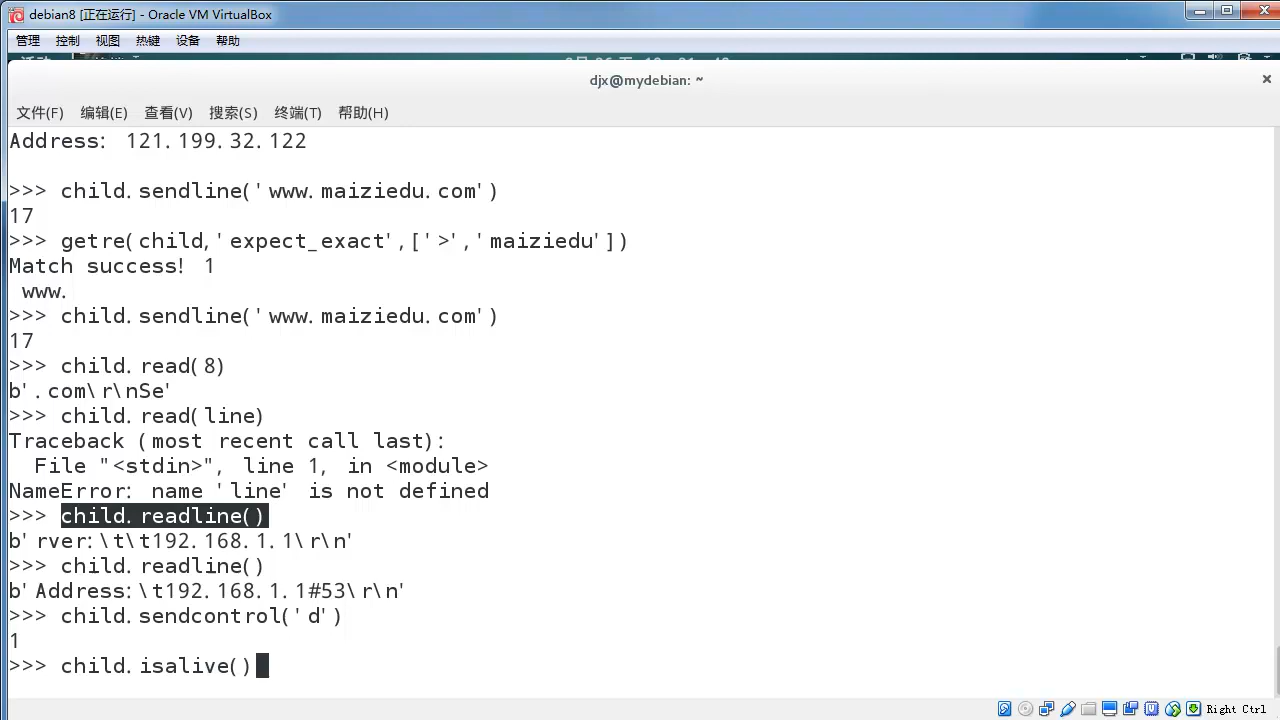 debian8 [正在运行] - Oracle VM VirtualBox
管理 控制 视图 热键 设备 帮助
djx@mydebian: ~
文件(F) 编辑(E) 查看(V) 搜索(S) 终端(T) 帮助(H)
Address: 121.199.32.122
>>> child.sendline('www.maiziedu.com')
17
>>> getre(child,'expect_exact',['>','maiziedu'])
Match success! 1
www.
>>> child.sendline('www.maiziedu.com')
17
>>> child.read(8)
b'.com\r\nSe'
>>> child.read(line)
Traceback (most recent call last):
File "<stdin>", line 1, in <module>
NameError: name 'line' is not defined
>>> child.readline()
b'rver:\t\t192.168.1.1\r\n'
>>> child.readline()
b'Address:\t192.168.1.1#53\r\n'
>>> child.sendcontrol('d')
1
>>> child.isalive()
Right Ctrl